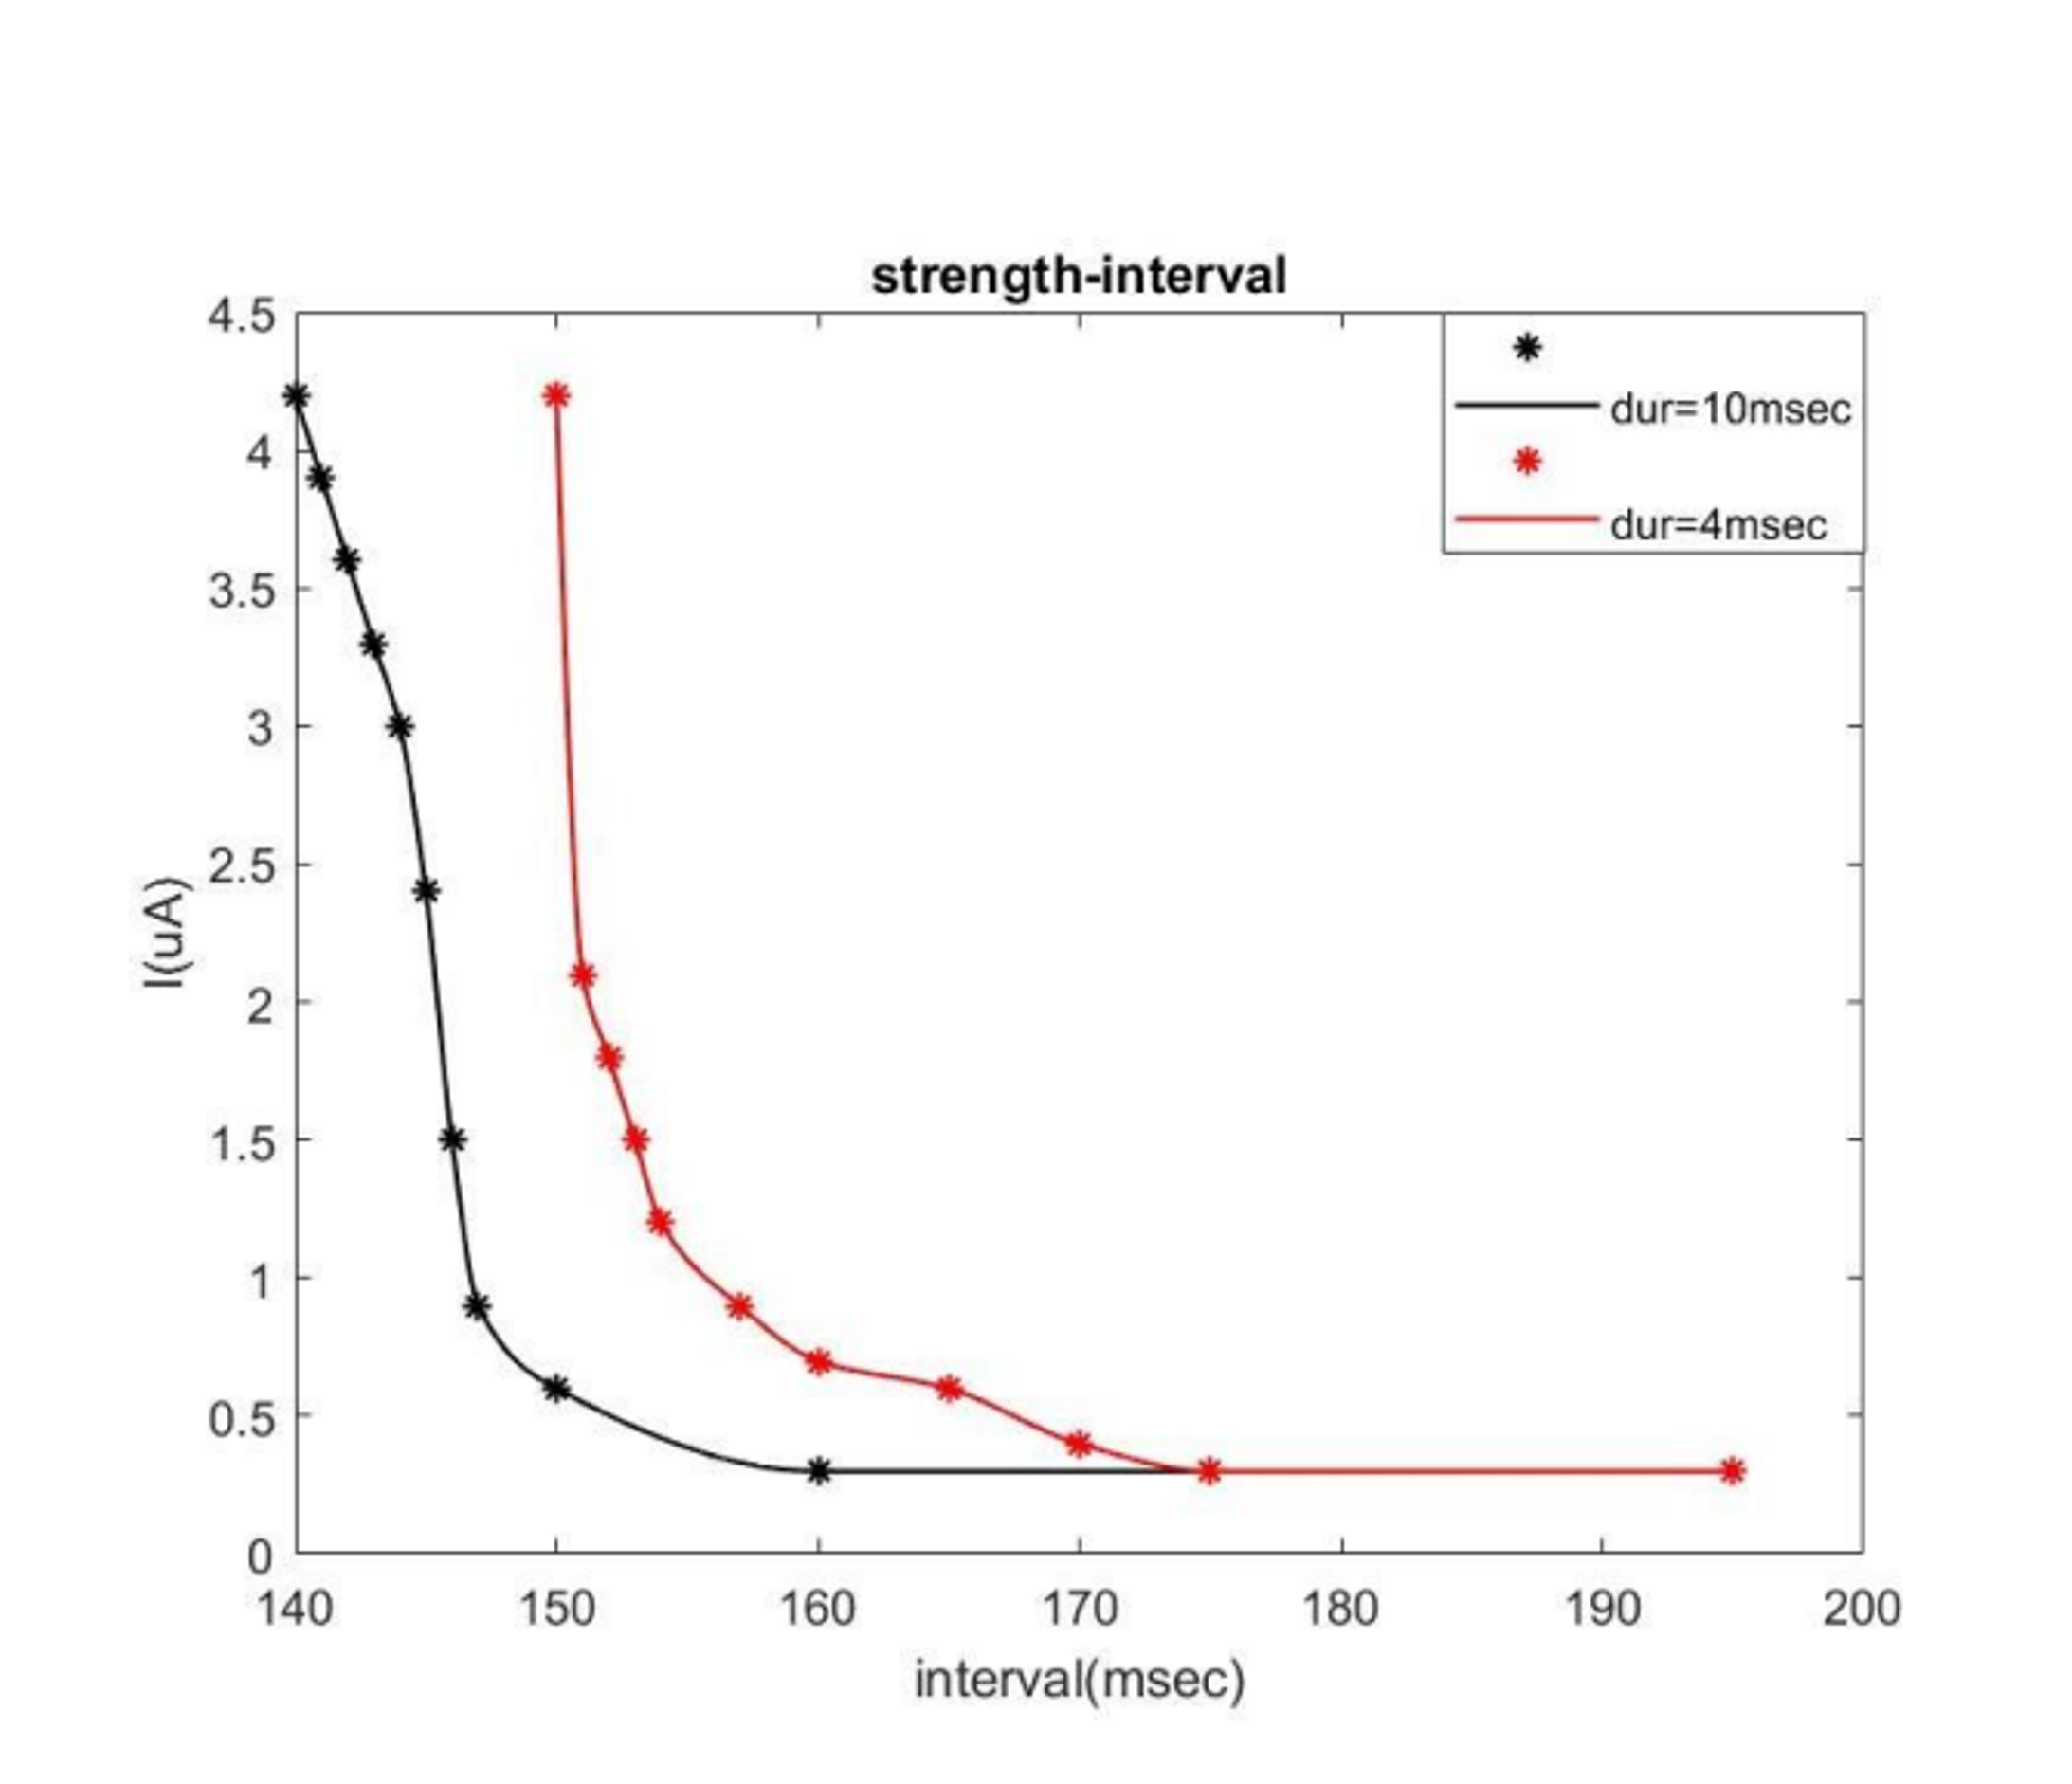 strength-interval
4.5
4
3.5
3
2.5
2
1.5
1
0.5
0
I(uA)
dur=10msec
dur=4msec
140 150 160 170 180 190 200
interval(msec)